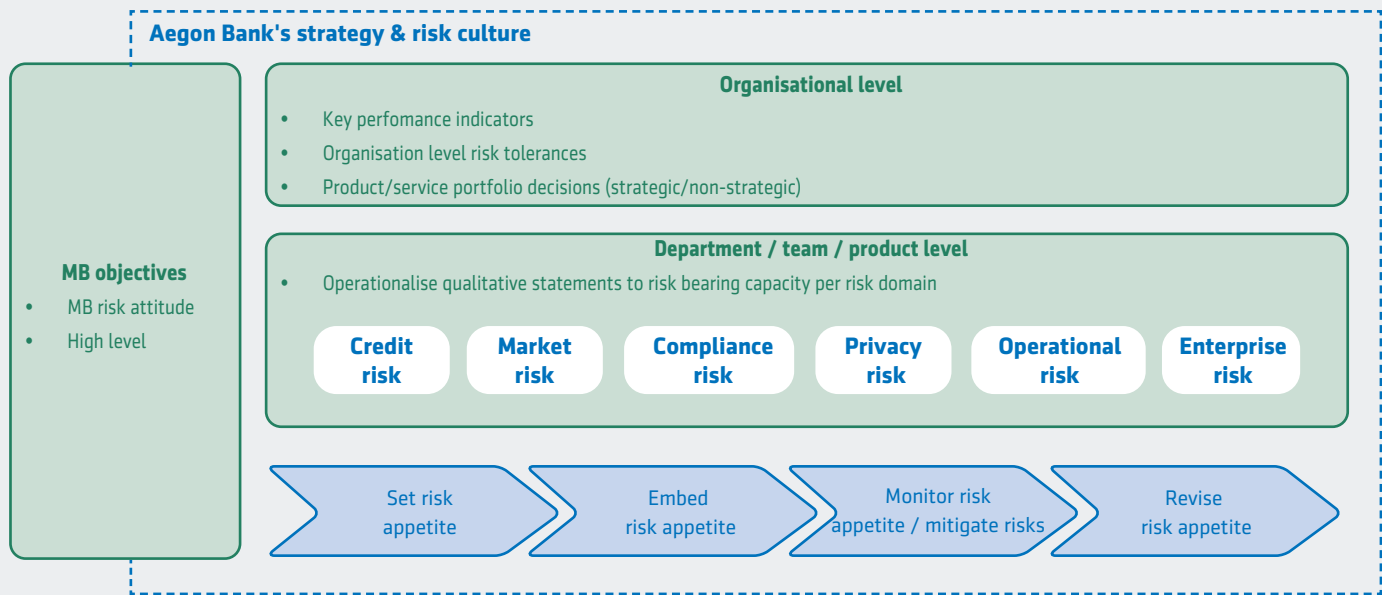 Aegon Bank's strategy & risk culture
MB objectives
• MB risk attitude
• High level
Organisational level
• Key perfomance indicators
• Organisation level risk tolerances
• Product/service portfolio decisions (strategic/non-strategic)
Department / team / product level
• Operationalise qualitative statements to risk bearing capacity per risk domain
Credit
risk
Market
risk
Compliance
risk
Privacy
risk
Operational
risk
Enterprise
risk
Set risk
appetite
Embed
risk appetite
Monitor risk
appetite / mitigate risks
Revise
risk appetite